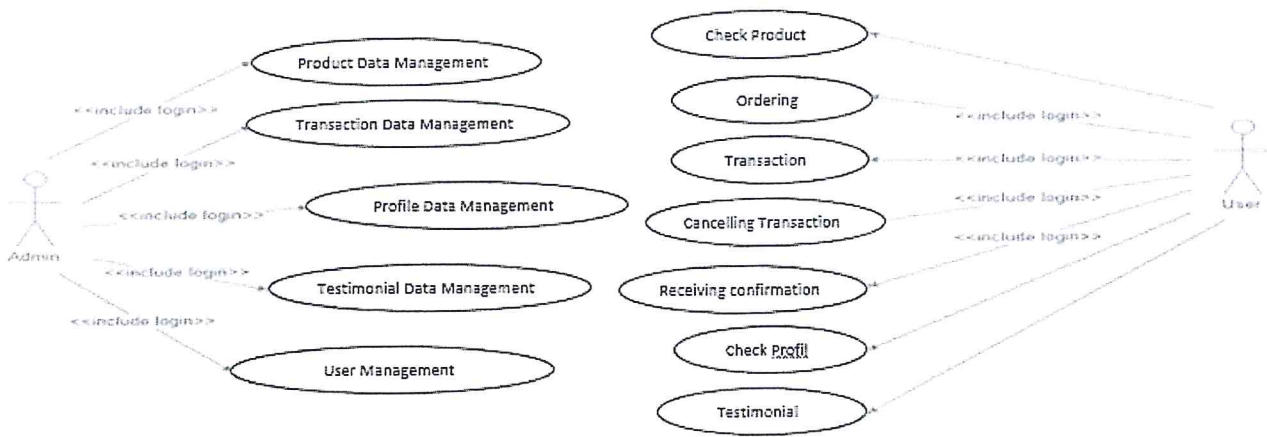 Product Data Management
<<include login>>
Transaction Data Management
<<include login>>
Profile Data Management
<<include login>>
Admin
Testimonial Data Management
<<include login>>
<<include login>>
User Management
Check Product
Ordering
<<include login>>
Transaction
<<include login>>
Cancelling Transaction
<<include login>>
User
<<include login>>
Receiving confirmation
Check Profil
Testimonial